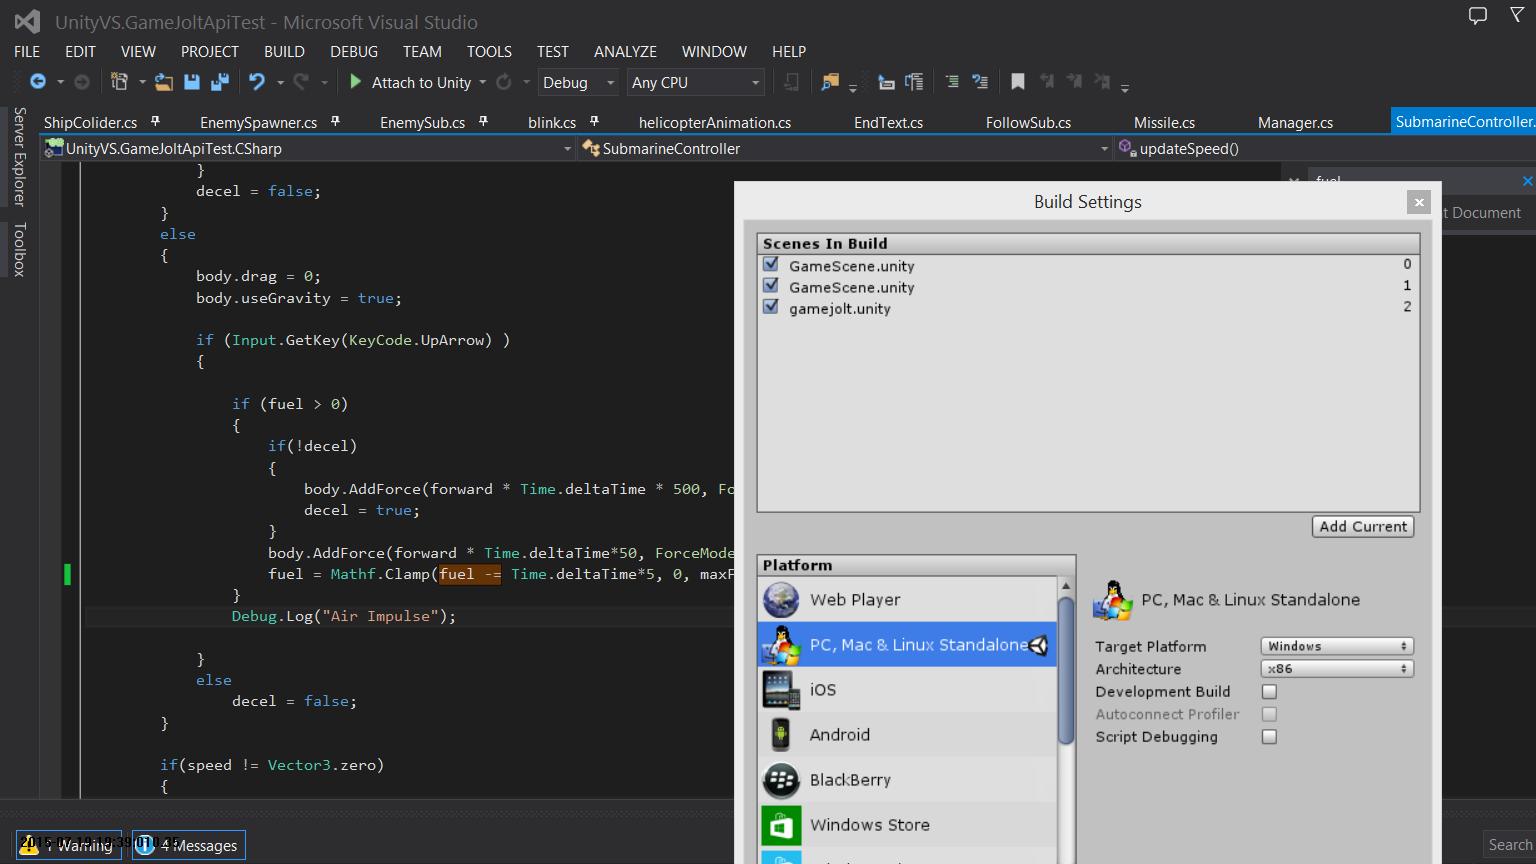 UnityVS.GameJoltApiTest - Microsoft Visual Studio
FILE EDIT VIEW PROJECT BUILD DEBUG TEAM TOOLS TEST ANALYZE WINDOW HELP
Attach to Unity Debug Any CPU
Server Explorer
Toolbox
ShipColider.cs EnemySpawner.cs EnemySub.cs blink.cs helicopterAnimation.cs EndText.cs FollowSub.cs Missile.cs Manager.cs SubmarineController.
UnityVS.GameJoltApiTest.CSharp SubmarineController updateSpeed()
}
decel = false;
}
else
{
body.drag = 0;
body.useGravity = true;
if (Input.GetKey(KeyCode.UpArrow) )
{
if (fuel > 0)
{
if(!decel)
{
body.AddForce(forward * Time.deltaTime * 500, Fo
decel = true;
}
body.AddForce(forward * Time.deltaTime*50, ForceMode
fuel = Mathf.Clamp(fuel -= Time.deltaTime*5, 0, maxF
}
Debug.Log("Air Impulse");
}
else
decel = false;
}
if(speed != Vector3.zero)
{
fuel
t Document
Build Settings
Scenes In Build
GameScene.unity 0
GameScene.unity 1
gamejolt.unity 2
Add Current
Platform
Web Player
PC, Mac & Linux Standalone
iOS
Android
BlackBerry
Windows Store
PC, Mac & Linux Standalone
Target Platform Windows
Architecture x86
Development Build
Autoconnect Profiler
Script Debugging
1 Warning
4 Messages
Search